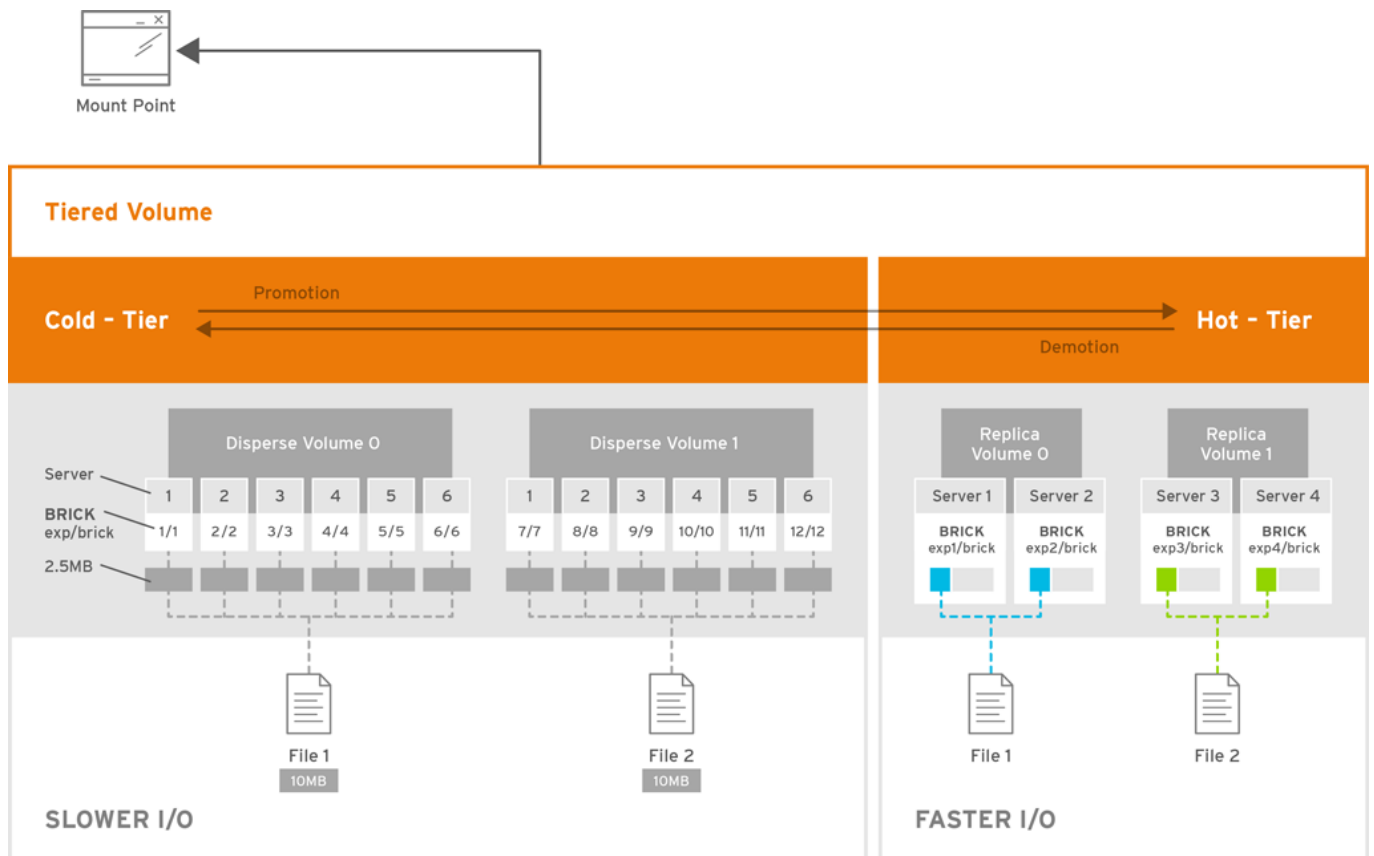 Mount Point
Tiered Volume
Cold - Tier
Promotion
Demotion
Hot - Tier
Disperse Volume 0
Disperse Volume 1
Replica
Volume 0
Replica
Volume 1
Server
1 2 3 4 5 6
1 2 3 4 5 6
Server 1 Server 2
Server 3 Server 4
BRICK
exp/brick
1/1 2/2 3/3 4/4 5/5 6/6
7/7 8/8 9/9 10/10 11/11 12/12
BRICK
exp1/brick
BRICK
exp2/brick
BRICK
exp3/brick
BRICK
exp4/brick
2.5MB
File 1
10MB
File 2
10MB
File 1
File 2
SLOWER I/O
FASTER I/O